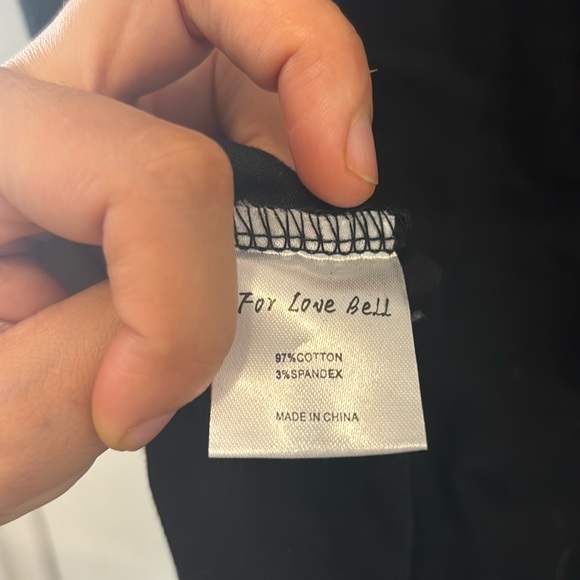 For Love Bell
97%COTTON
3%SPANDEX
MADE IN CHINA